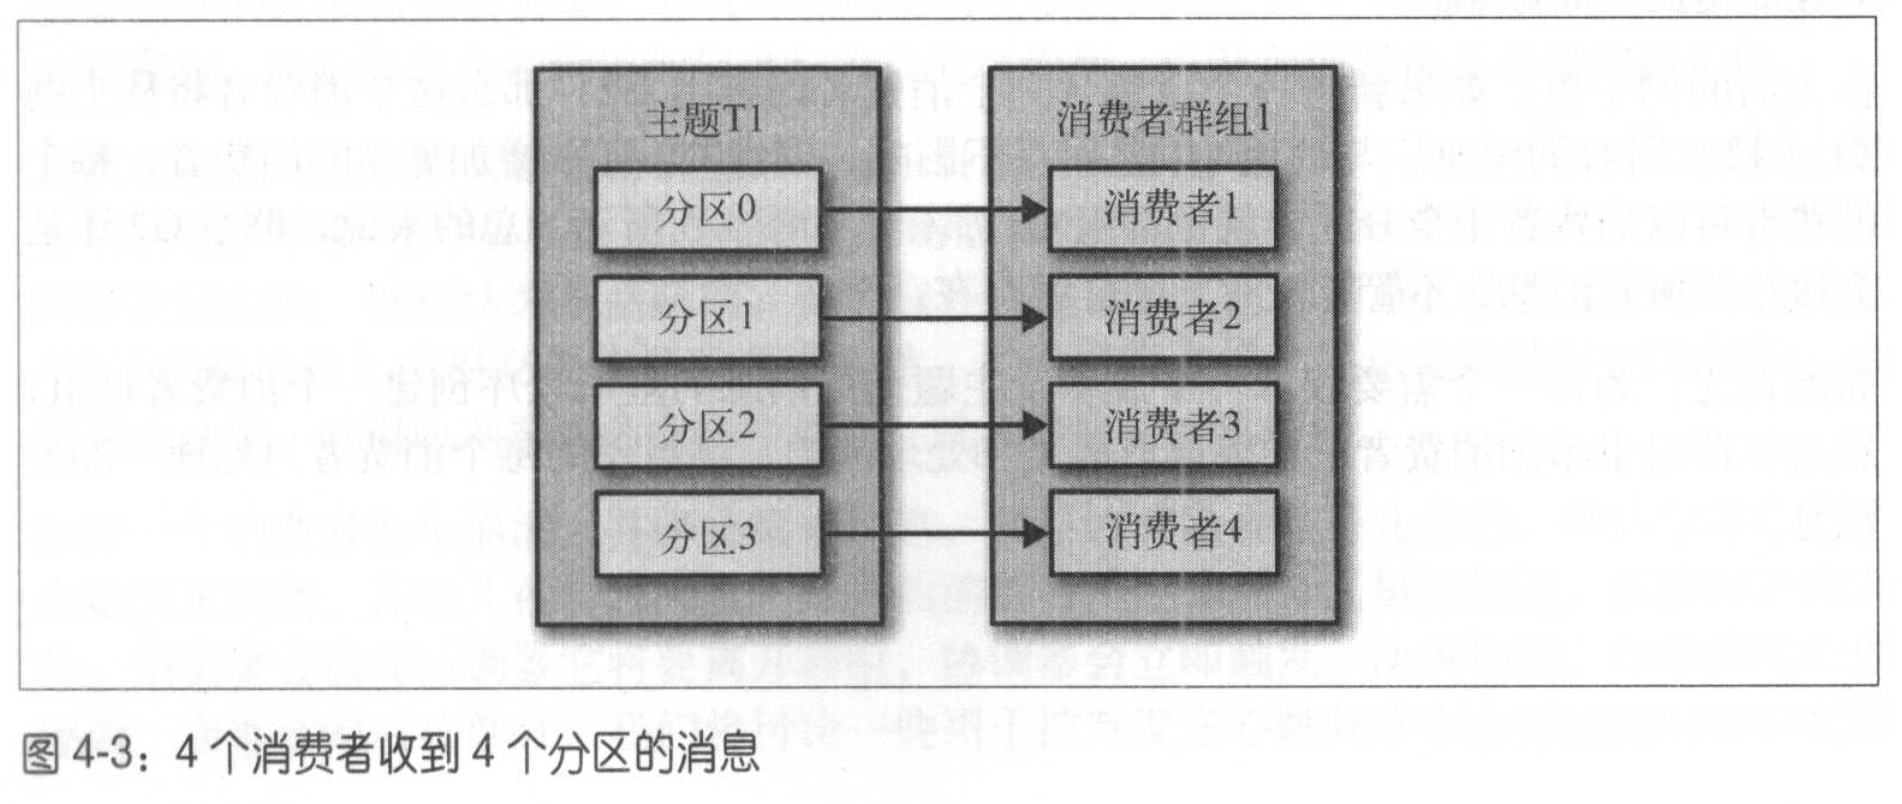 主题T1
分区0
分区1
分区2
分区3
消费者群组1
消费者1
消费者2
消费者3
消费者4
图 4-3：4 个消费者收到 4 个分区的消息